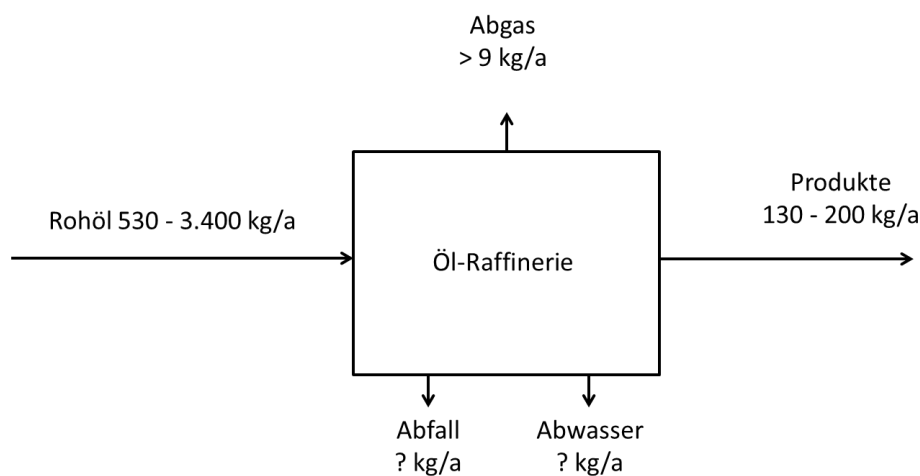 Abgas
> 9 kg/a
Rohöl 530 - 3.400 kg/a
Öl-Raffinerie
Produkte
130 - 200 kg/a
Abfall
? kg/a
Abwasser
? kg/a